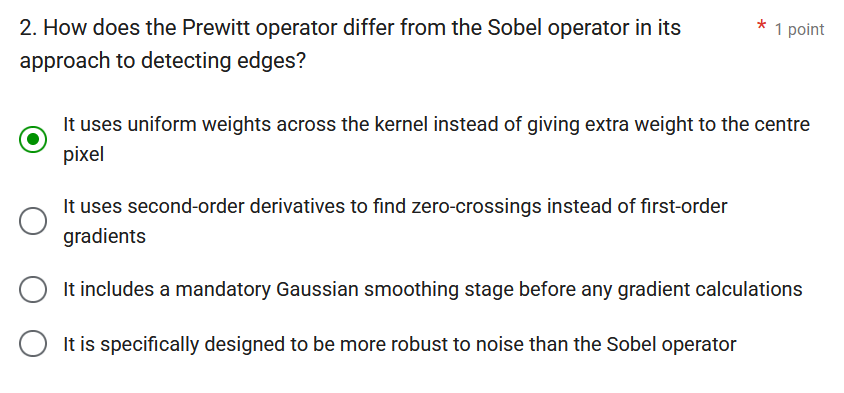 2. How does the Prewitt operator differ from the Sobel operator in its * 1 point
approach to detecting edges?
It uses uniform weights across the kernel instead of giving extra weight to the centre
pixel
It uses second-order derivatives to find zero-crossings instead of first-order
gradients
It includes a mandatory Gaussian smoothing stage before any gradient calculations
It is specifically designed to be more robust to noise than the Sobel operator